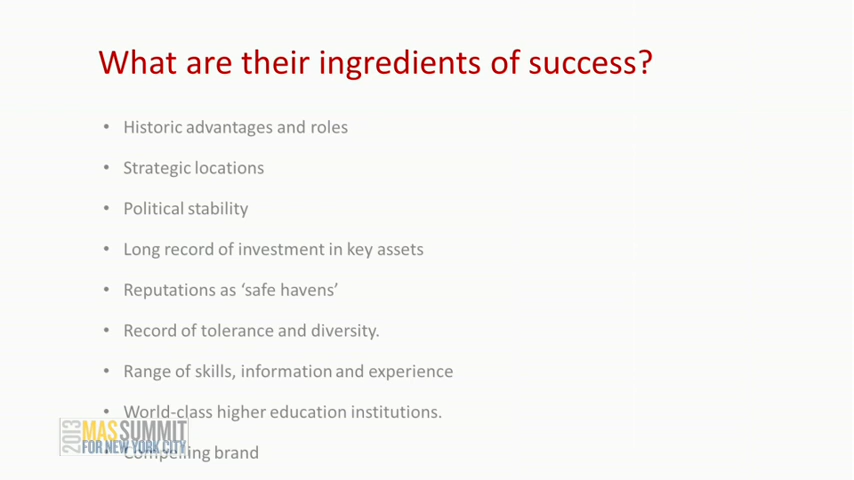 What are their ingredients of success?
• Historic advantages and roles
• Strategic locations
• Political stability
• Long record of investment in key assets
• Reputations as ‘safe havens’
• Record of tolerance and diversity.
• Range of skills, information and experience
• World-class higher education institutions.
2013 MAS SUMMIT
FOR NEW YORK CITY
• Compelling brand